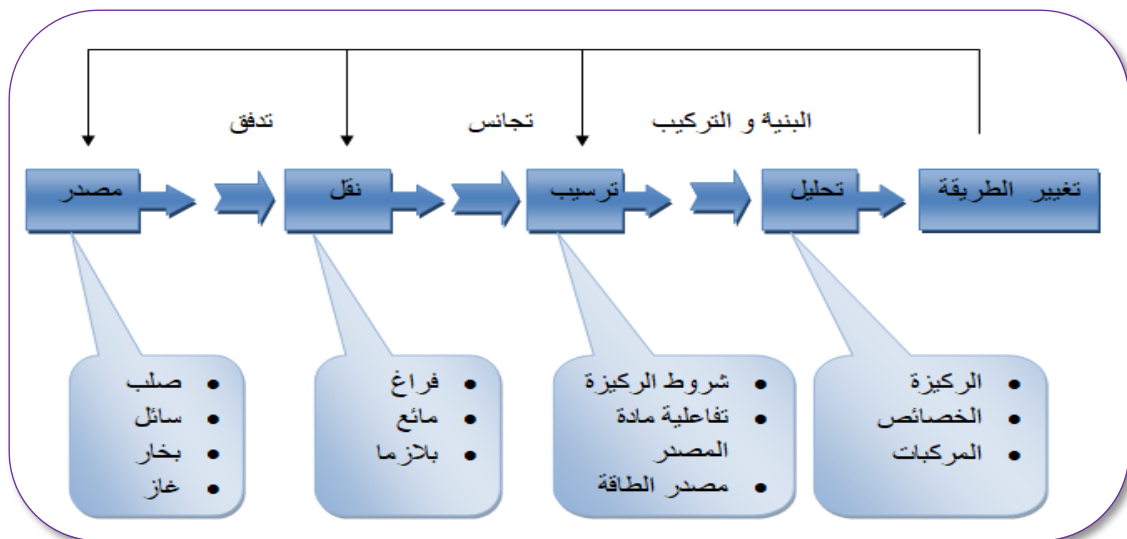 تدفق
تجانس
البنية و التركيب
مصدر
نقل
ترسيب
تحليل
تغيير الطريقة
• صلب
• سائل
• بخار
• غاز
• فراغ
• مائع
• بلازما
• شروط الركيزة
• تفاعلية مادة
المصدر
• مصدر الطاقة
• الركيزة
• الخصائص
• المركبات